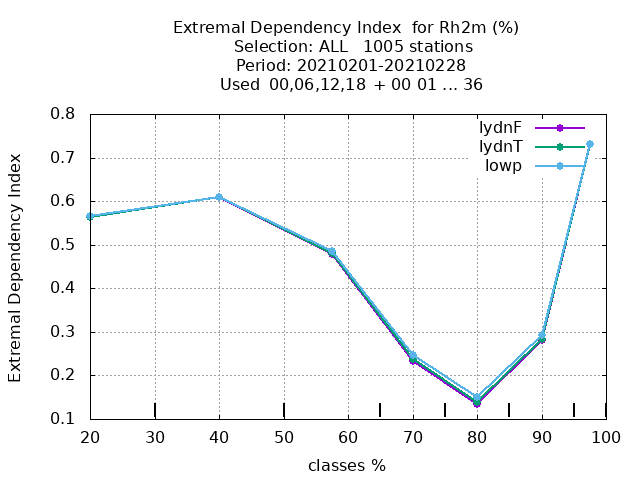 Extremal Dependency Index  for Rh2m (%)
Selection: ALL   1005 stations
Period: 20210201-20210228
Used  00,06,12,18  + 00 01 ... 36
lydnF
lydnT
lowp
Extremal Dependency Index
0.8
0.7
0.6
0.5
0.4
0.3
0.2
0.1
20 30 40 50 60 70 80 90 100
classes %